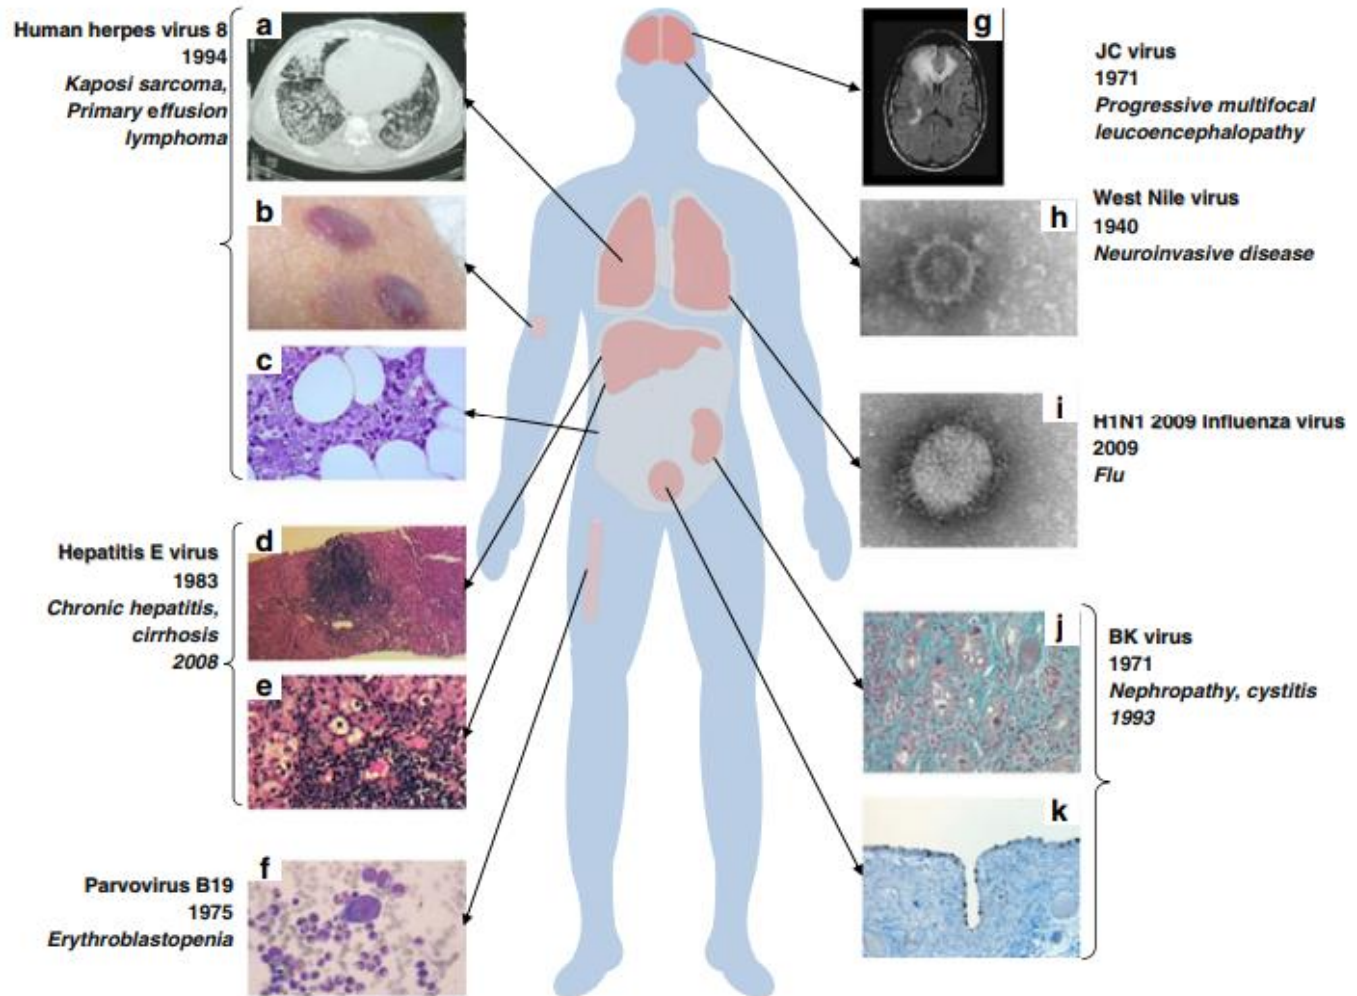 Human herpes virus 8
1994
Kaposi sarcoma,
Primary effusion
lymphoma
a
b
c
Hepatitis E virus
1983
Chronic hepatitis,
cirrhosis
2008
d
e
Parvovirus B19
1975
Erythroblastopenia
f
g
JC virus
1971
Progressive multifocal
leucoencephalopathy
h
West Nile virus
1940
Neuroinvasive disease
i
H1N1 2009 Influenza virus
2009
Flu
j
BK virus
1971
Nephropathy, cystitis
1993
k